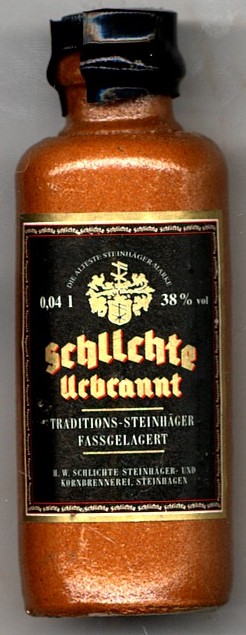 DIE ÄLTESTE STEINHÄGER-MARKE
0,04 l 38% vol
Schlichte
Urbrannt
TRADITIONS-STEINHÄGER
FASSGELAGERT
H. W. SCHLICHTE STEINHÄGER- UND
KORNBRENNEREI, STEINHAGEN